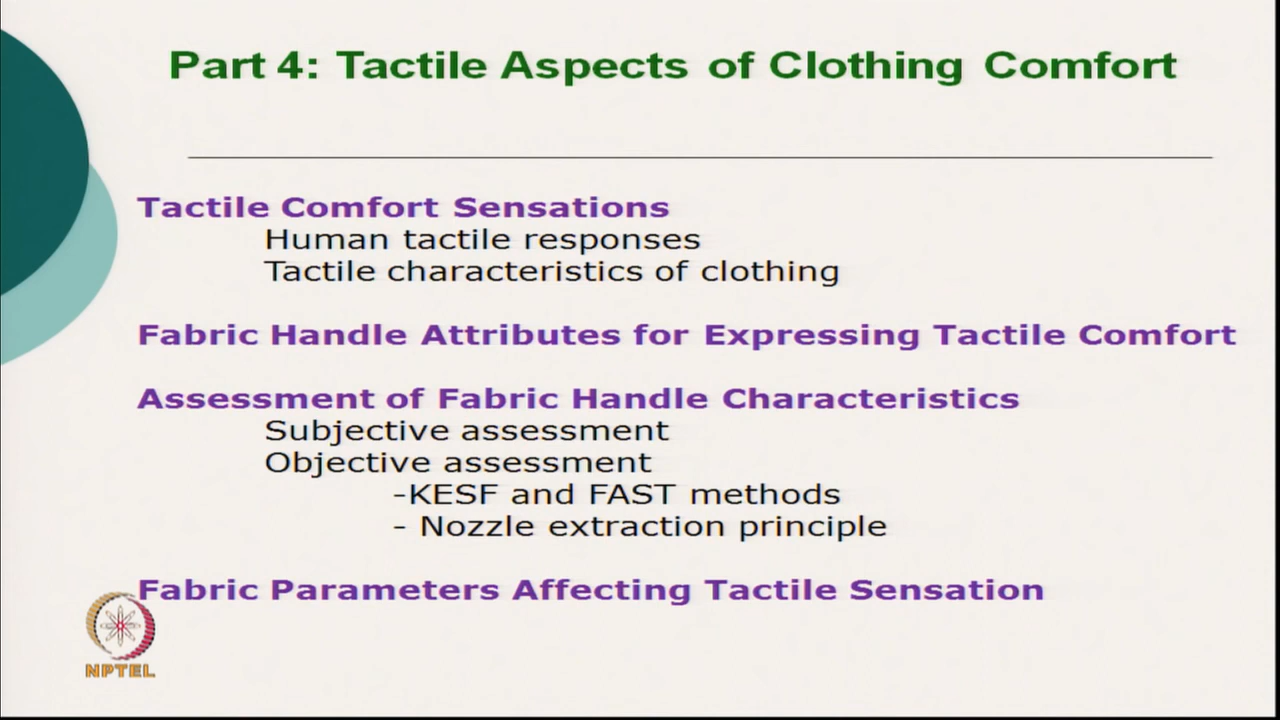 Part 4: Tactile Aspects of Clothing Comfort
Tactile Comfort Sensations
Human tactile responses
Tactile characteristics of clothing
Fabric Handle Attributes for Expressing Tactile Comfort
Assessment of Fabric Handle Characteristics
Subjective assessment
Objective assessment
-KESF and FAST methods
- Nozzle extraction principle
Fabric Parameters Affecting Tactile Sensation
NPTEL